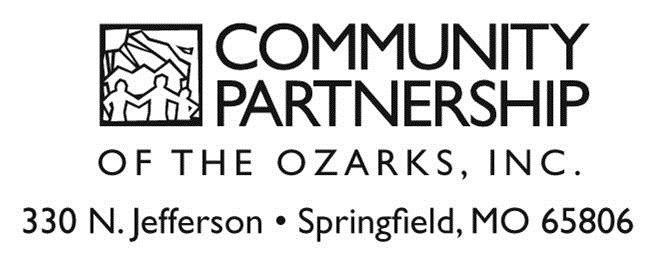 COMMUNITY
PARTNERSHIP
OF THE OZARKS, INC.
330 N. Jefferson • Springfield, MO 65806